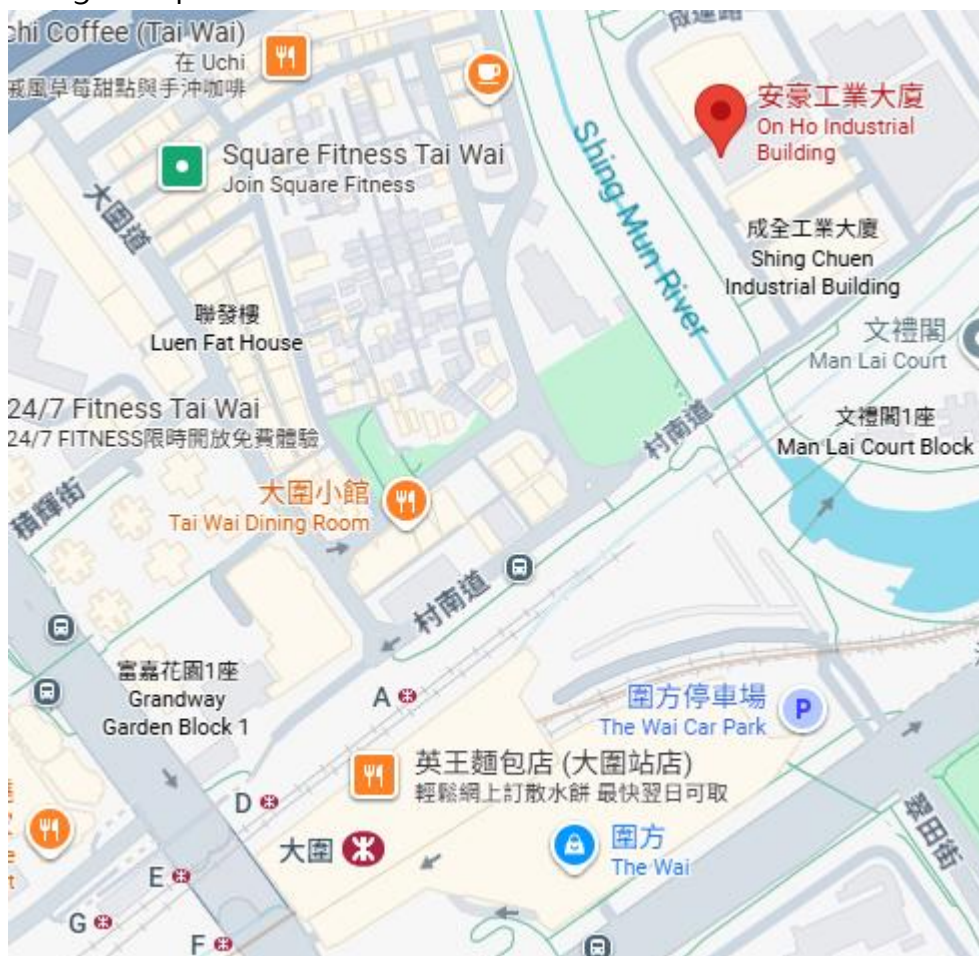 chi Coffee (Tai Wai)
在 Uchi
戚風草莓甜點與手沖咖啡
成運路
安豪工業大廈
On Ho Industrial
Building
Square Fitness Tai Wai
Join Square Fitness
大圍道
Shing Mun River
成全工業大廈
Shing Chuen
Industrial Building
聯發樓
Luen Fat House
文禮閣
Man Lai Court
24/7 Fitness Tai Wai
24/7 FITNESS限時開放免費體驗
文禮閣1座
Man Lai Court Block
村南道
積輝街
大圍小館
Tai Wai Dining Room
村南道
富嘉花園1座
Grandway
Garden Block 1
A
圍方停車場
The Wai Car Park
P
英王麵包店 (大圍站店)
輕鬆網上訂散水餅 最快翌日可取
D
大圍
圍方
The Wai
翠田街
E
G
F